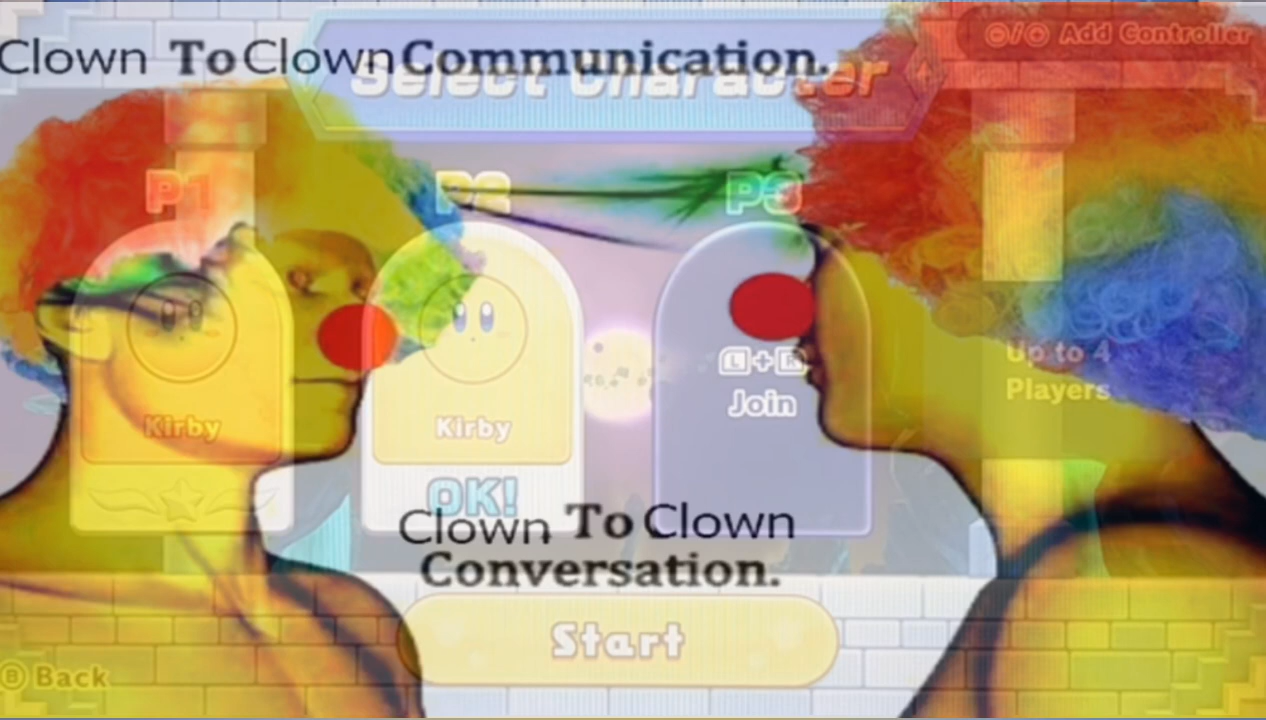 Clown To Clown Communication.
Select Character
⊖/⊕ Add Controller
P1
P2
P3
L+R
Join
Up to 4
Players
Kirby
Kirby
OK!
Clown To Clown
Conversation.
Start
B Back